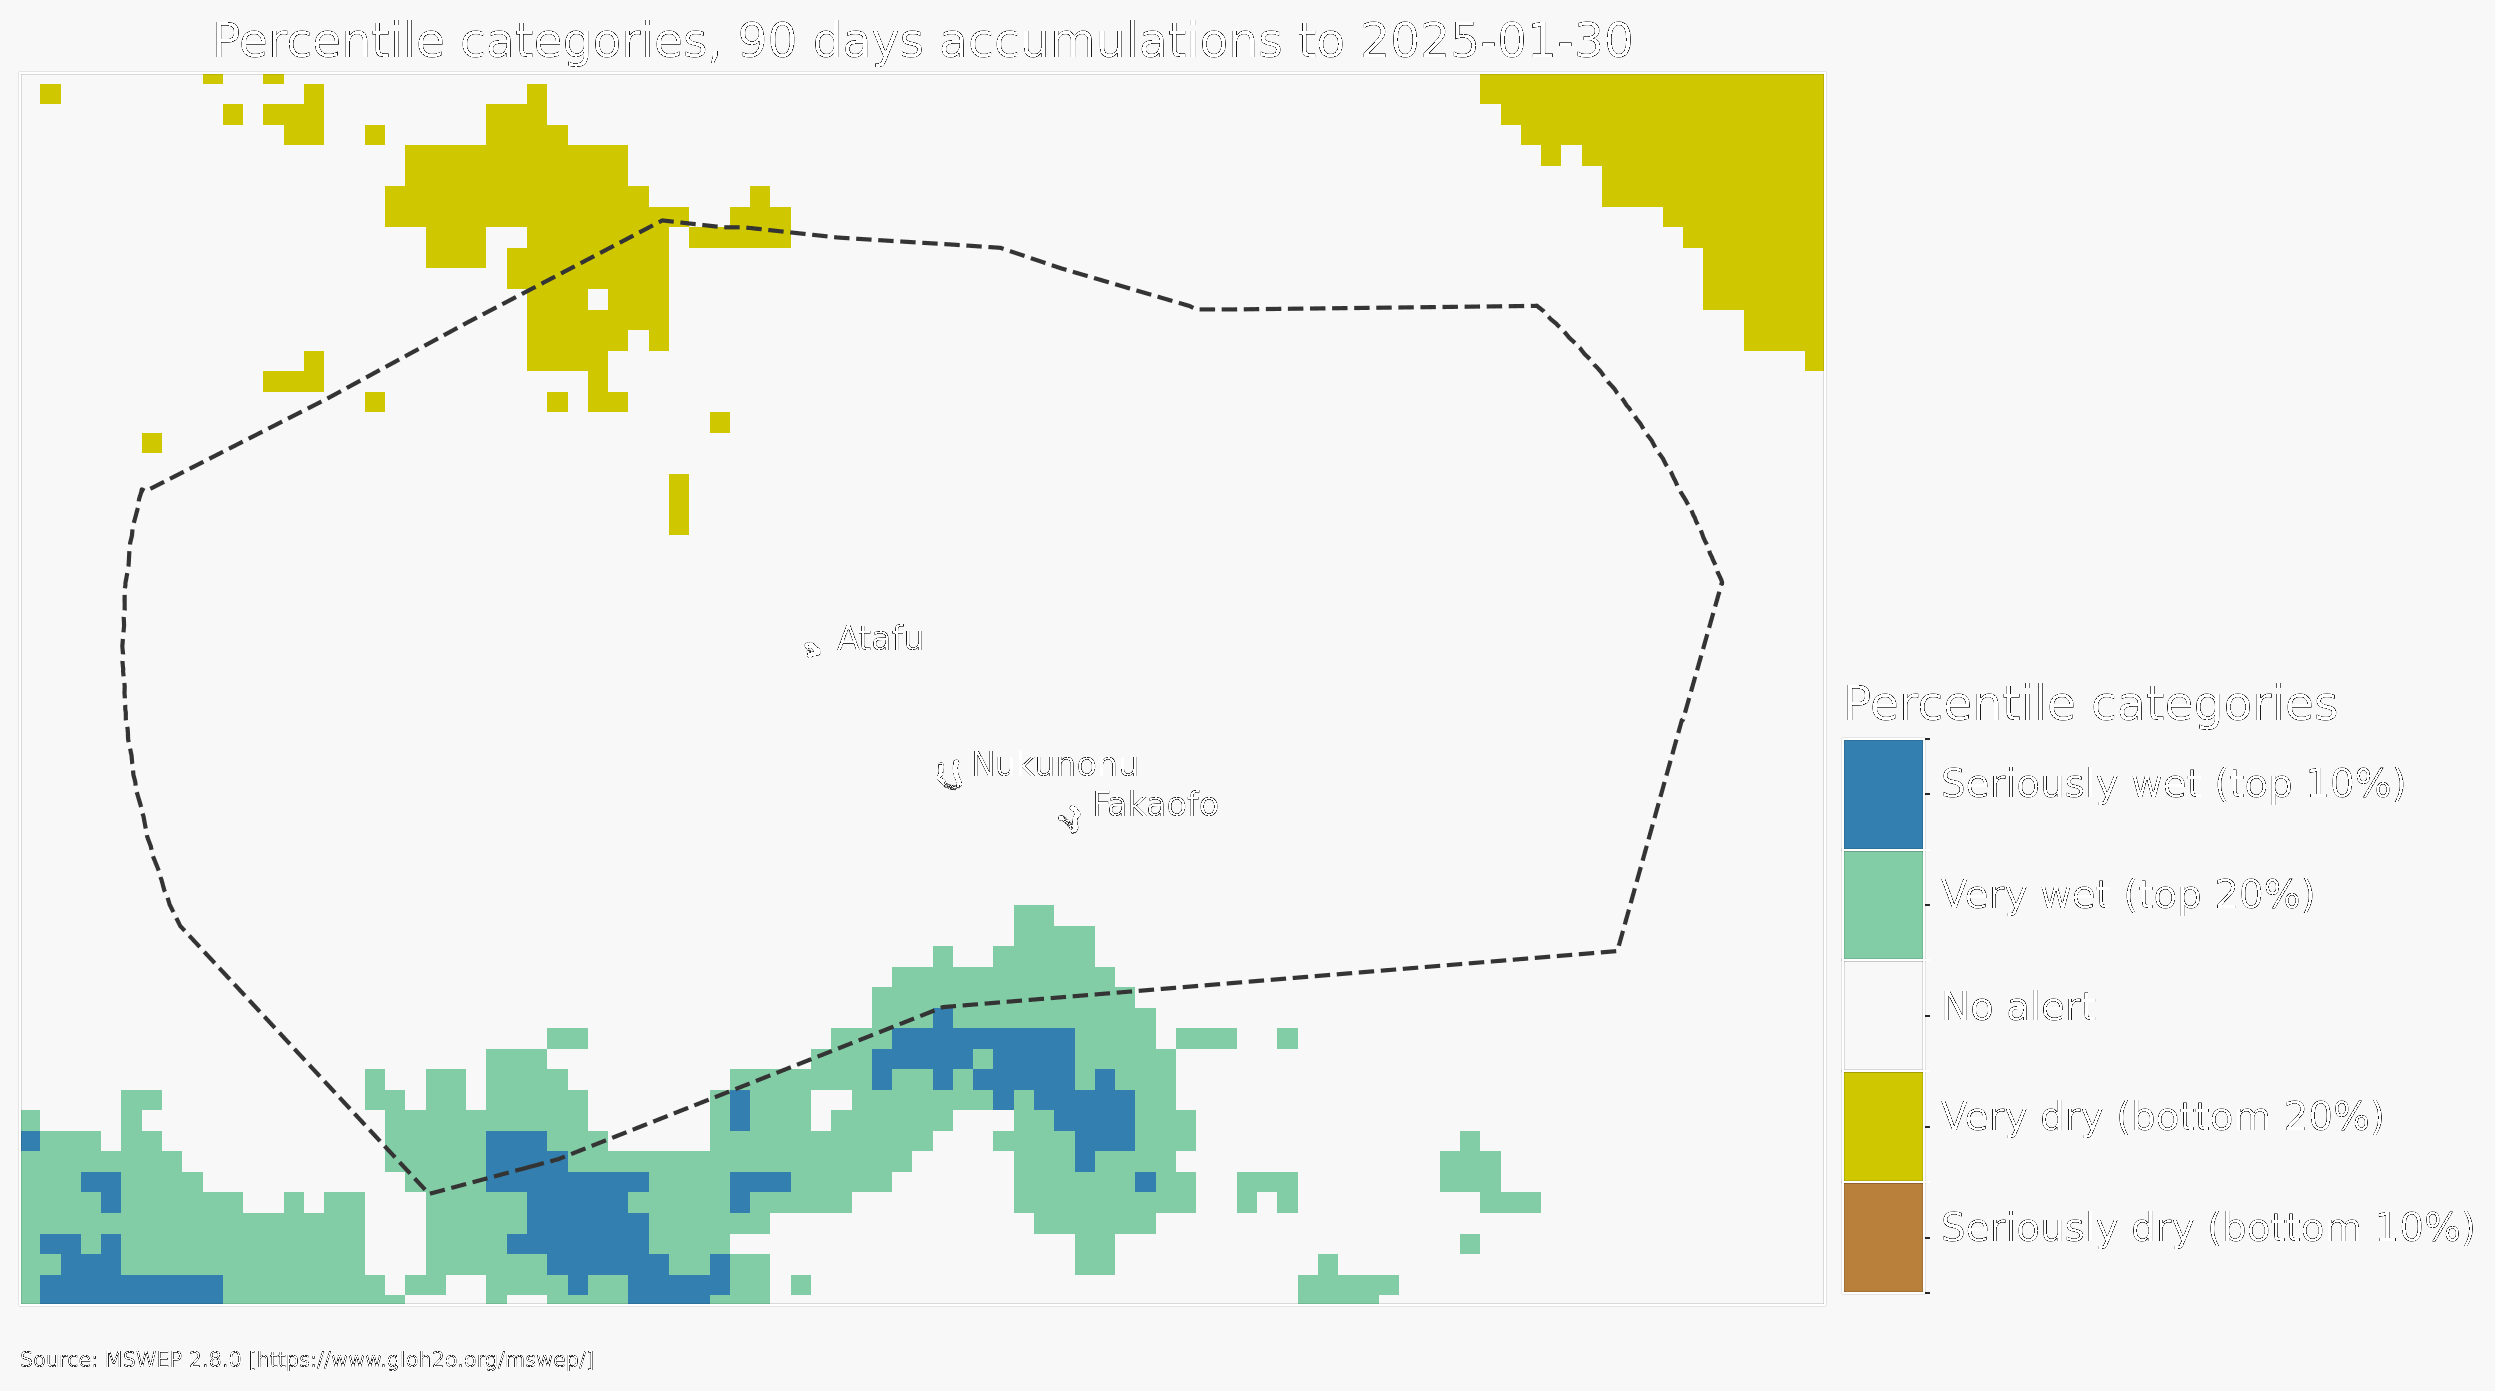 Percentile categories, 90 days accumulations to 2025-01-30
Atafu
Nukunonu
Fakaofo
Percentile categories
Seriously wet (top 10%)
Very wet (top 20%)
No alert
Very dry (bottom 20%)
Seriously dry (bottom 10%)
Source: MSWEP 2.8.0 [https://www.gloh2o.org/mswep/]